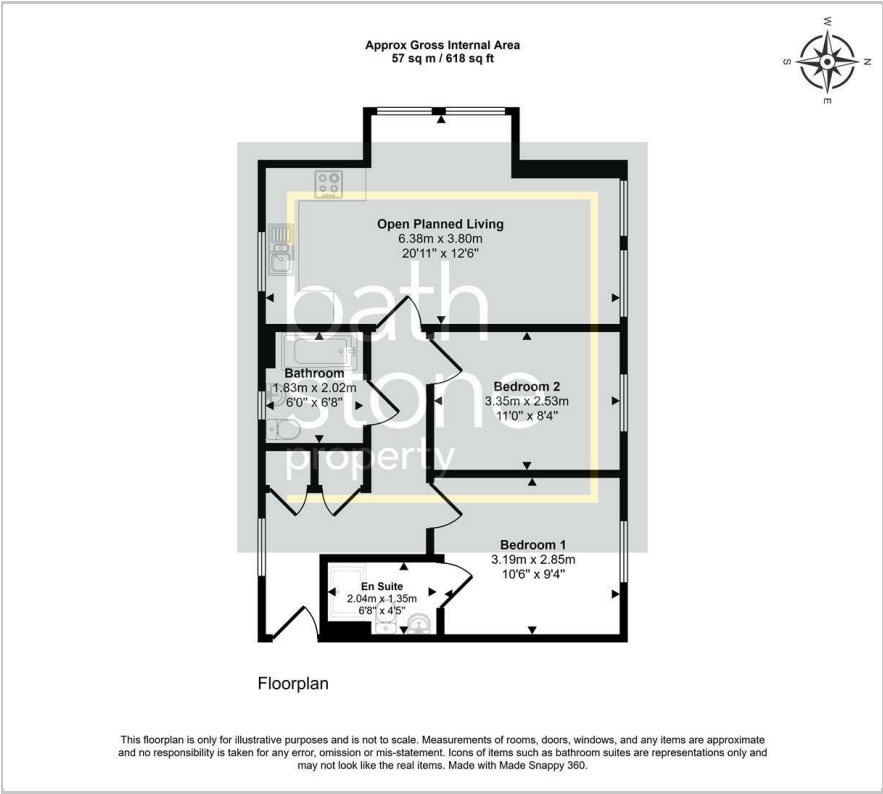 Approx Gross Internal Area
57 sq m / 618 sq ft
W
S
N
E
Open Planned Living
6.38m x 3.80m
20'11" x 12'6"
bath
stone
property
Bathroom
1.83m x 2.02m
6'0" x 6'8"
Bedroom 2
3.35m x 2.53m
11'0" x 8'4"
Bedroom 1
3.19m x 2.85m
10'6" x 9'4"
En Suite
2.04m x 1.35m
6'8" x 4'5"
Floorplan
This floorplan is only for illustrative purposes and is not to scale. Measurements of rooms, doors, windows, and any items are approximate
and no responsibility is taken for any error, omission or mis-statement. Icons of items such as bathroom suites are representations only and
may not look like the real items. Made with Made Snappy 360.